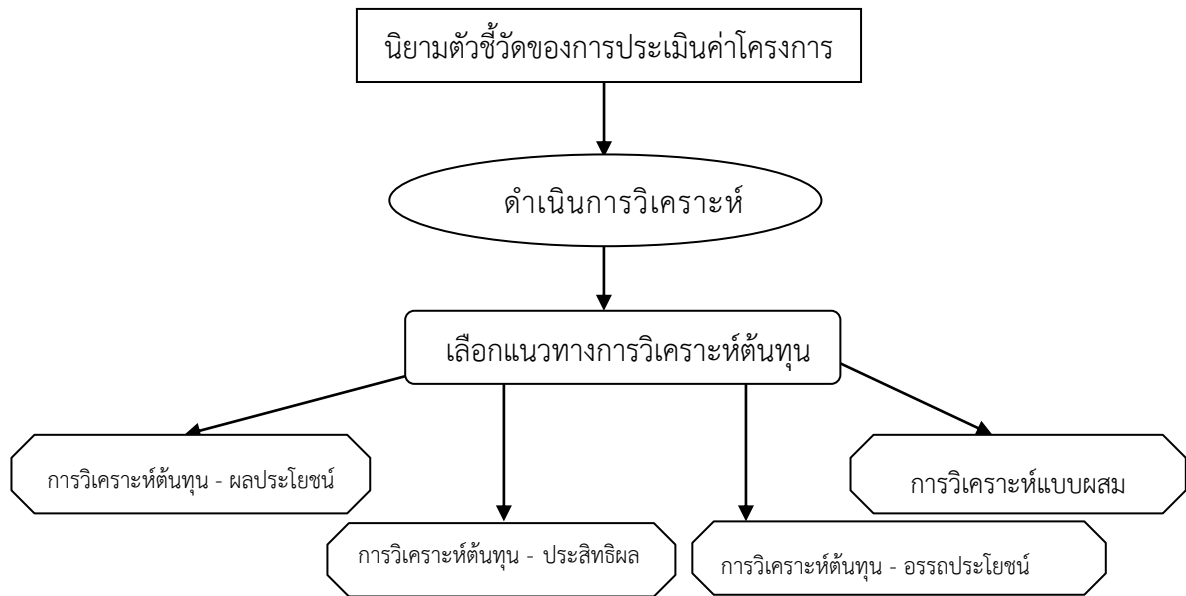 นิยามตัวชี้วัดของการประเมินค่าโครงการ
ดำเนินการวิเคราะห์
เลือกแนวทางการวิเคราะห์ต้นทุน
การวิเคราะห์ต้นทุน - ผลประโยชน์
การวิเคราะห์แบบผสม
การวิเคราะห์ต้นทุน - ประสิทธิผล
การวิเคราะห์ต้นทุน - อรรถประโยชน์